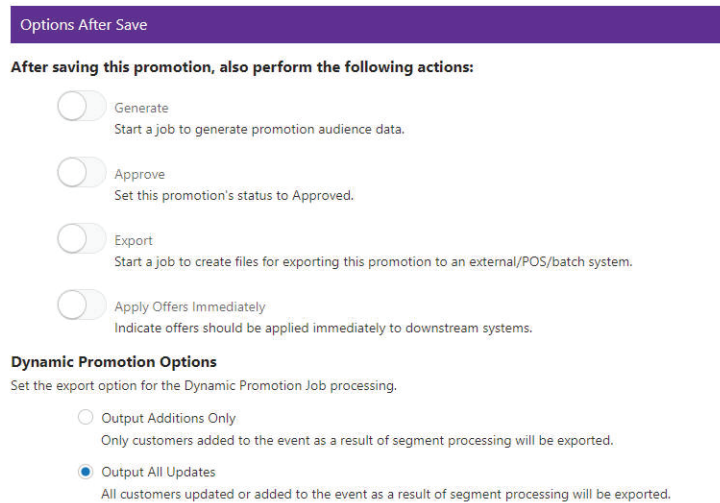 Options After Save
After saving this promotion, also perform the following actions:
Generate
Start a job to generate promotion audience data.
Approve
Set this promotion's status to Approved.
Export
Start a job to create files for exporting this promotion to an external/POS/batch system.
Apply Offers Immediately
Indicate offers should be applied immediately to downstream systems.
Dynamic Promotion Options
Set the export option for the Dynamic Promotion Job processing.
Output Additions Only
Only customers added to the event as a result of segment processing will be exported.
Output All Updates
All customers updated or added to the event as a result of segment processing will be exported.